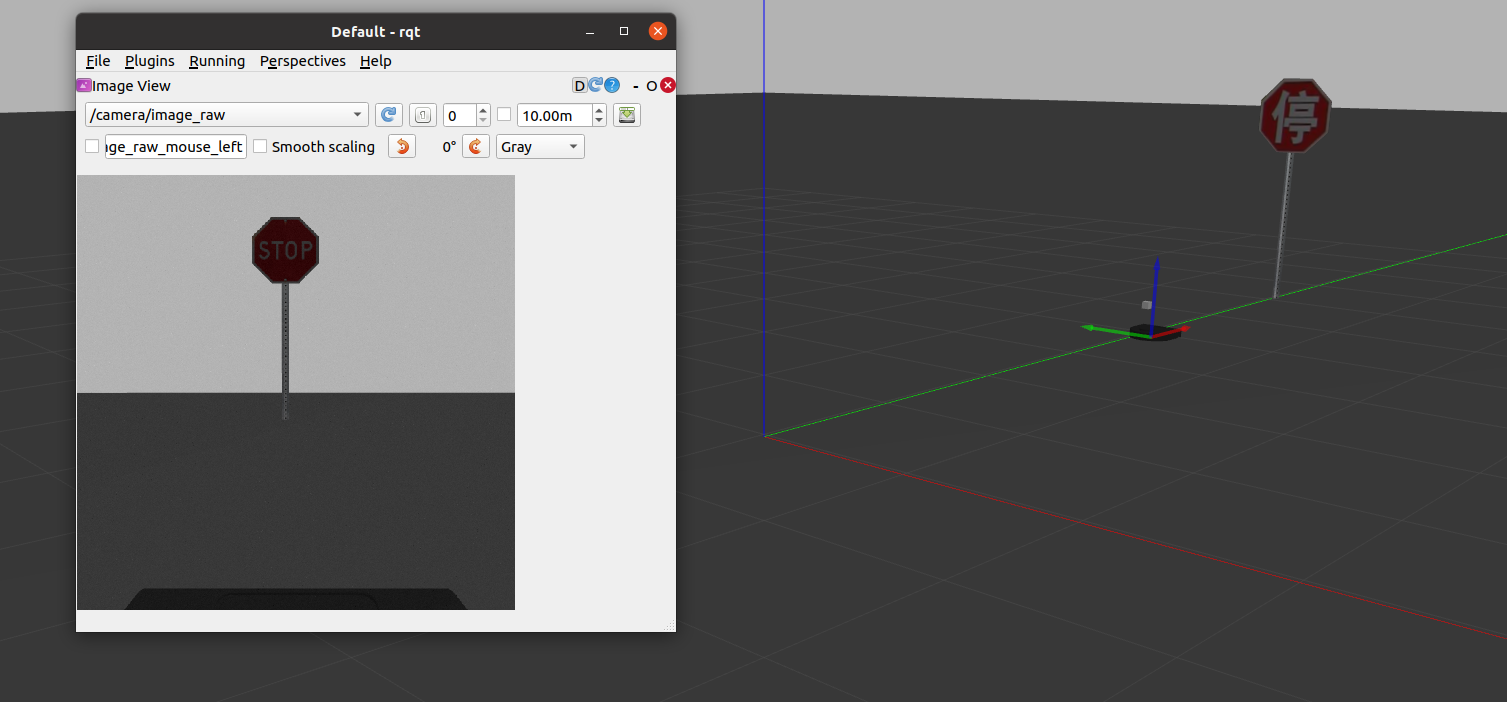 Default - rqt
File Plugins Running Perspectives Help
Image View D ? - O
/camera/image_raw 0 10.00m
ge_raw_mouse_left Smooth scaling 0° Gray
STOP
停